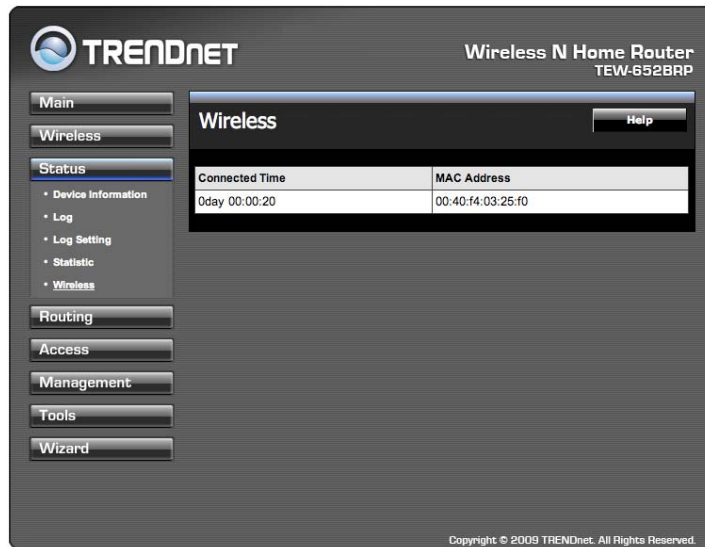 TRENDNET
Wireless N Home Router
TEW-652BRP
Main
Wireless
Status
• Device Information
• Log
• Log Setting
• Statistic
• Wireless
Routing
Access
Management
Tools
Wizard
Wireless
Help
Connected Time MAC Address
0day 00:00:20 00:40:f4:03:25:f0
Copyright © 2009 TRENDnet. All Rights Reserved.